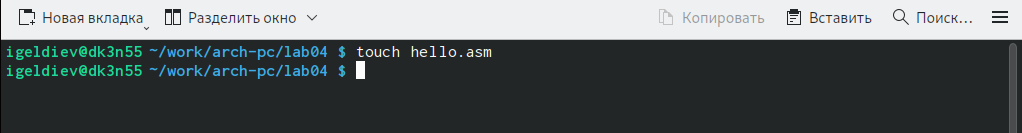 Новая вкладка Разделить окно Копировать Вставить Поиск...
igeldiev@dk3n55 ~/work/arch-pc/lab04 $ touch hello.asm
igeldiev@dk3n55 ~/work/arch-pc/lab04 $